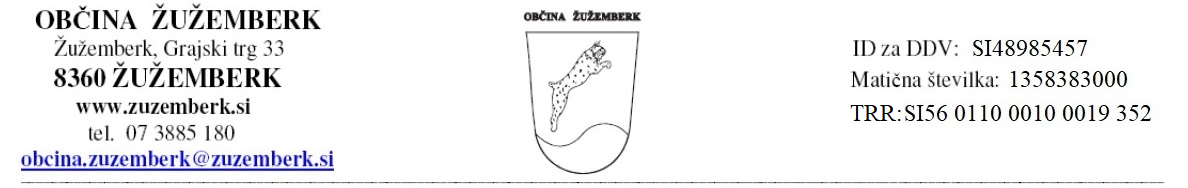 OBČINA ŽUŽEMBERK
Žužemberk, Grajski trg 33
8360 ŽUŽEMBERK
www.zuzemberk.si
tel. 07 3885 180
obcina.zuzemberk@zuzemberk.si
OBČINA ŽUŽEMBERK
ID za DDV: SI48985457
Matična številka: 1358383000
TRR:SI56 0110 0010 0019 352